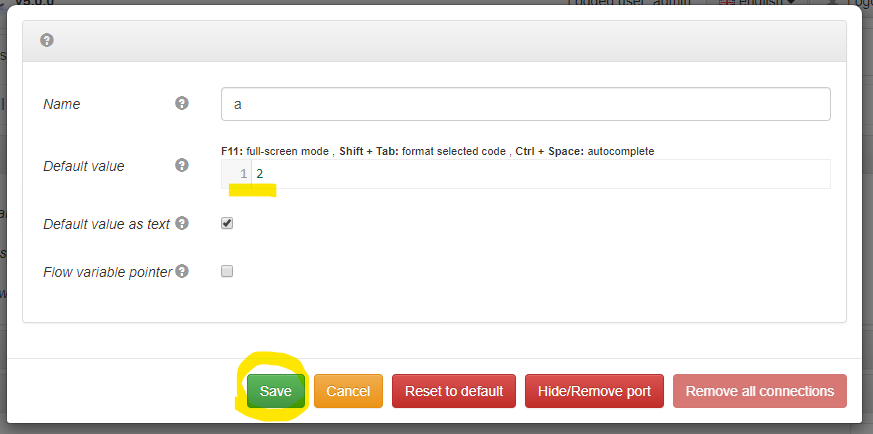 v5.0.0 Logged user admin english
Name a
F11: full-screen mode , Shift + Tab: format selected code , Ctrl + Space: autocomplete
Default value
1 2
Default value as text
Flow variable pointer
Save Cancel Reset to default Hide/Remove port Remove all connections